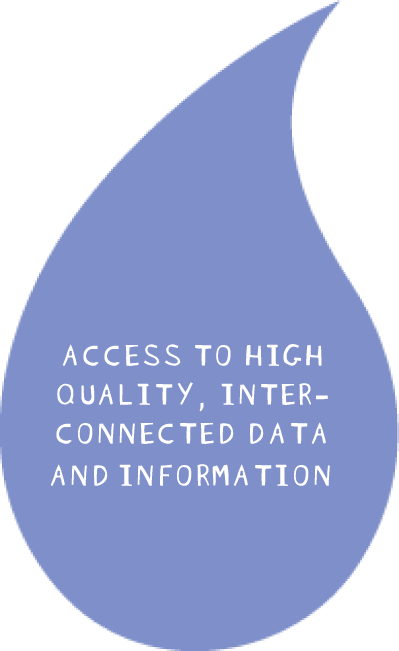 ACCESS TO HIGH
QUALITY, INTER-
CONNECTED DATA
AND INFORMATION